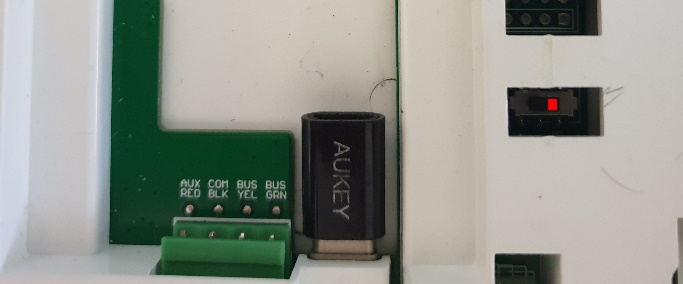 AUX COM BUS BUS
RED BLK YEL GRN
AUKEY